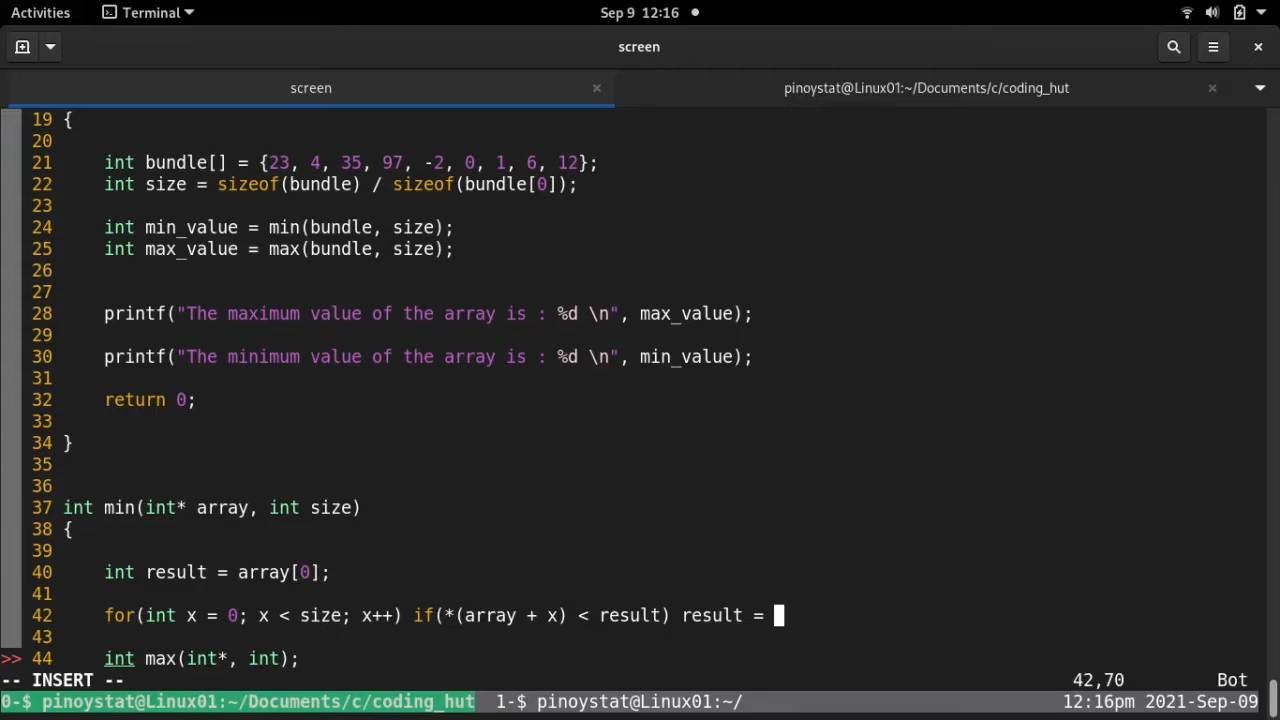 Activities Terminal Sep 9 12:16
screen
screen pinoystat@Linux01:~/Documents/c/coding_hut
19 {
20
21 int bundle[] = {23, 4, 35, 97, -2, 0, 1, 6, 12};
22 int size = sizeof(bundle) / sizeof(bundle[0]);
23
24 int min_value = min(bundle, size);
25 int max_value = max(bundle, size);
26
27
28 printf("The maximum value of the array is : %d \n", max_value);
29
30 printf("The minimum value of the array is : %d \n", min_value);
31
32 return 0;
33
34 }
35
36
37 int min(int* array, int size)
38 {
39
40 int result = array[0];
41
42 for(int x = 0; x < size; x++) if(*(array + x) < result) result =
43
>> 44 int max(int*, int);
-- INSERT -- 42,70 Bot
0-$ pinoystat@Linux01:~/Documents/c/coding_hut 1-$ pinoystat@Linux01:~/ 12:16pm 2021-Sep-09